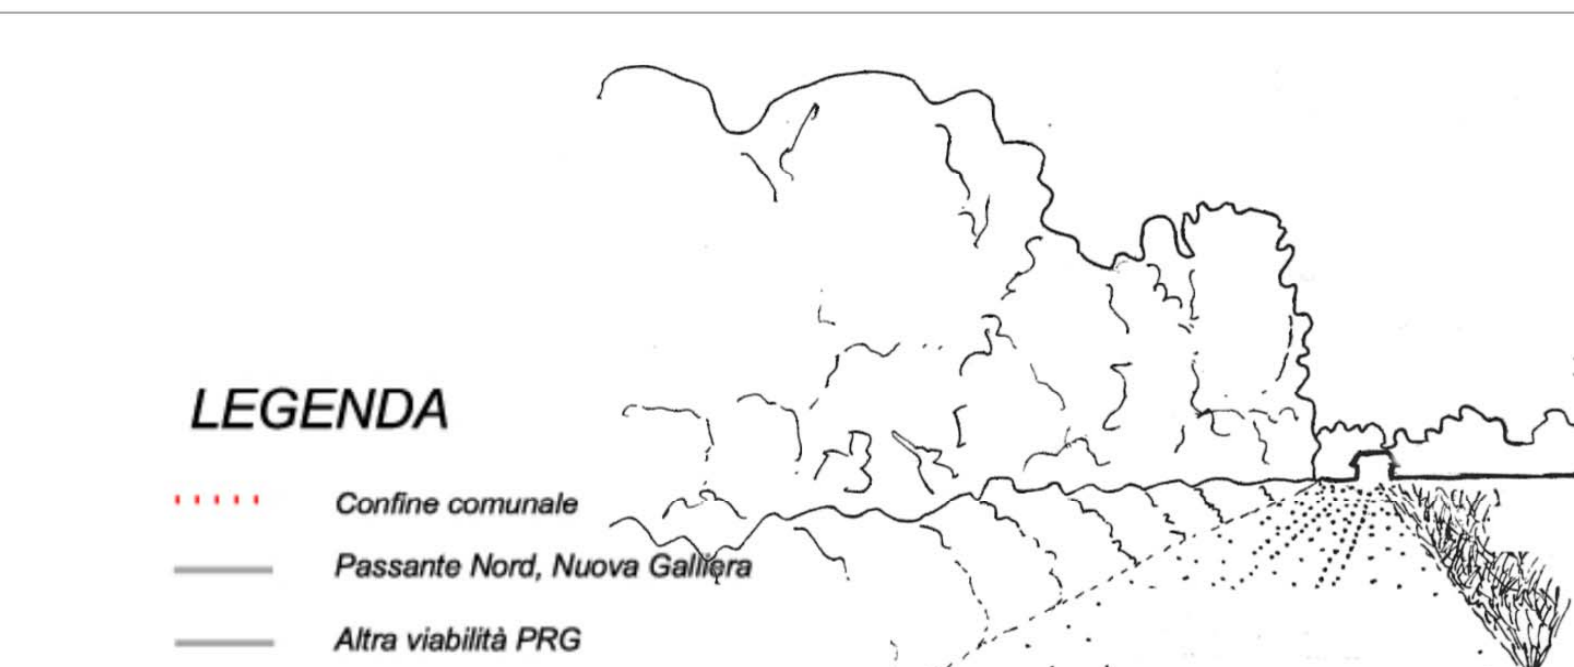 LEGENDA
Confine comunale
Passante Nord, Nuova Galliera
Altra viabilità PRG